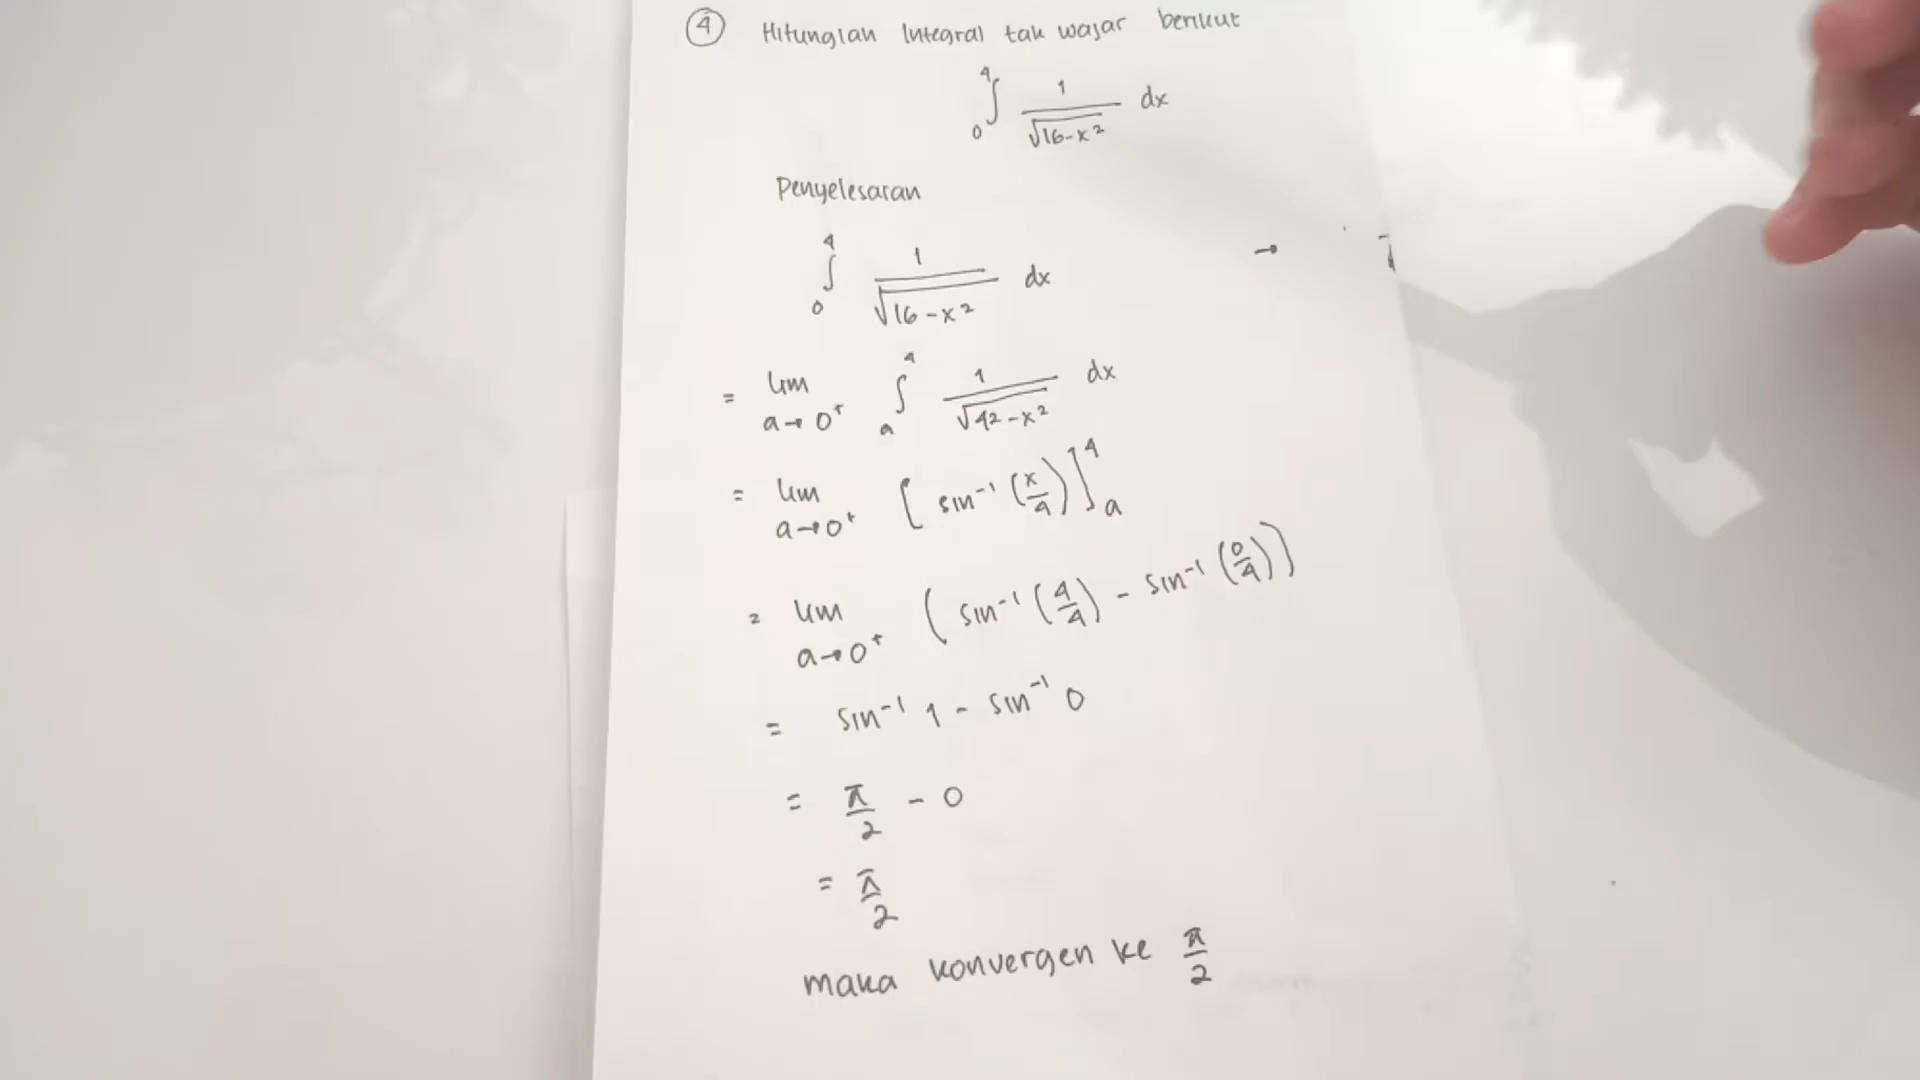 ④ Hitunglan Integral tak wajar berikut
∫₀⁴ 1/√(16-x²) dx
Penyelesaian
∫₀⁴ 1/√(16-x²) dx →
= lim a→0⁺ ∫ₐ⁴ 1/√(42-x²) dx
= lim a→0⁺ [sin⁻¹(x/4)]ₐ⁴
= lim a→0⁺ (sin⁻¹(4/4) - sin⁻¹(0/4))
= sin⁻¹ 1 - sin⁻¹ 0
= π/2 - 0
= π/2
maka konvergen ke π/2